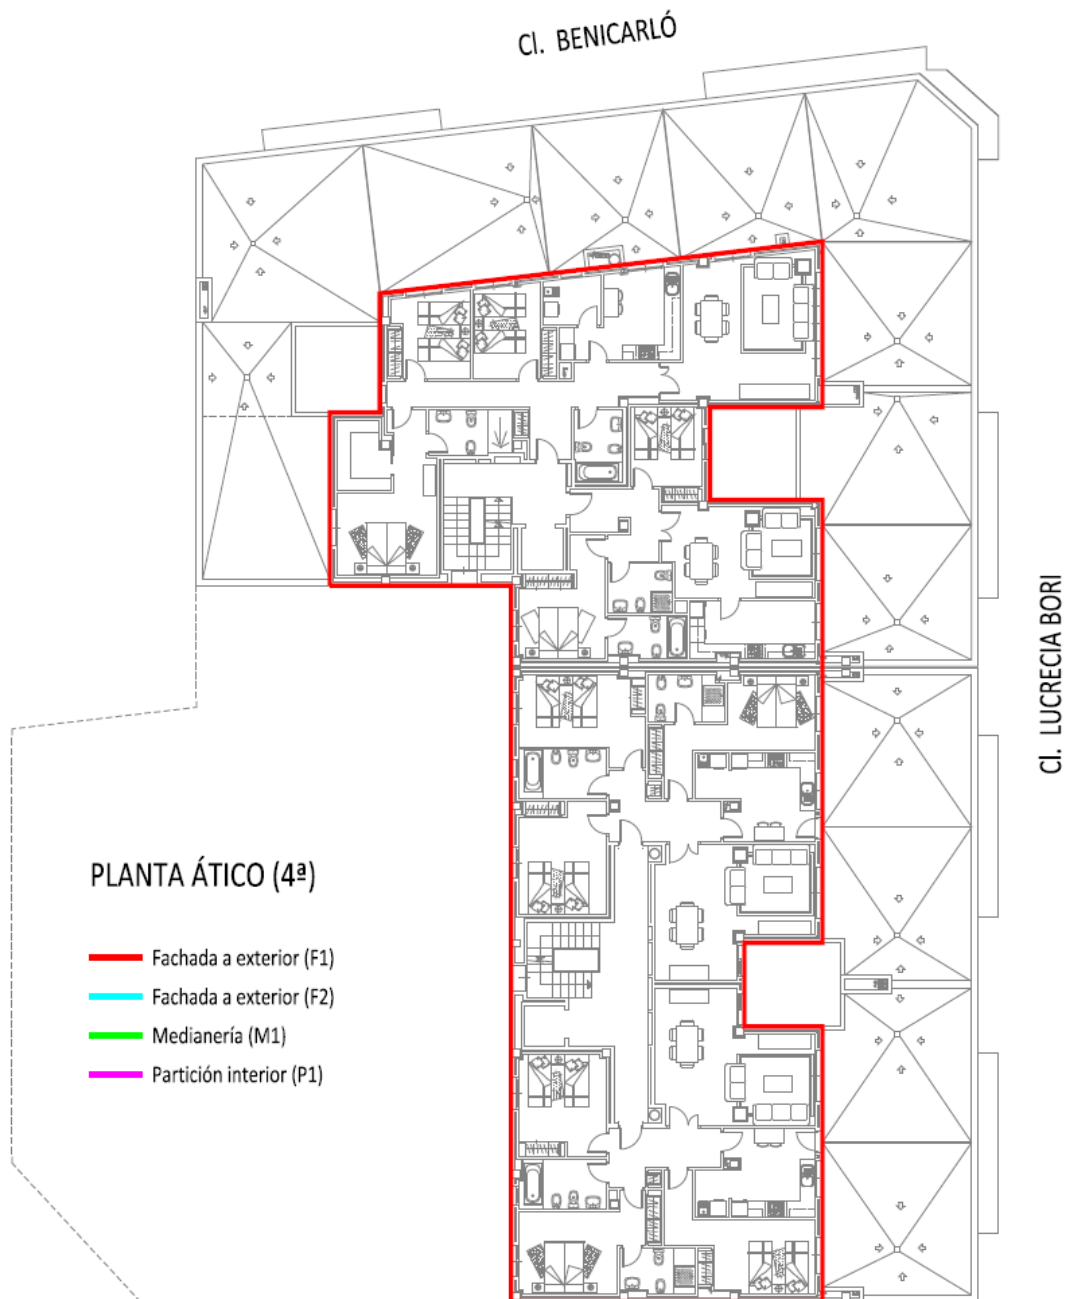 Cl. BENICARLÓ
Cl. LUCRECIA BORI
PLANTA ÁTICO (4ª)
Fachada a exterior (F1)
Fachada a exterior (F2)
Medianería (M1)
Partición interior (P1)